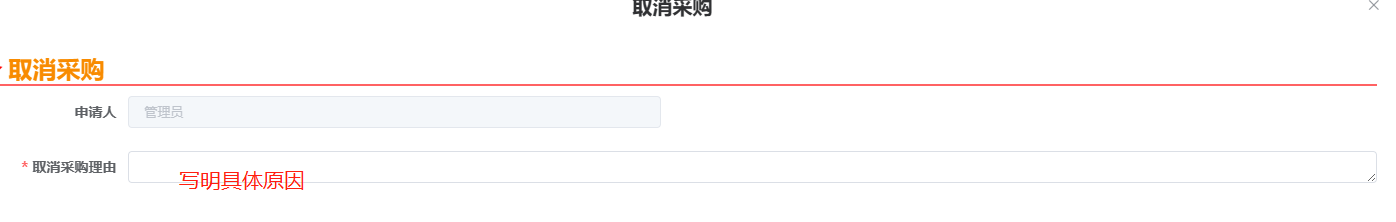 取消采购
取消采购
申请人 管理员
* 取消采购理由
写明具体原因